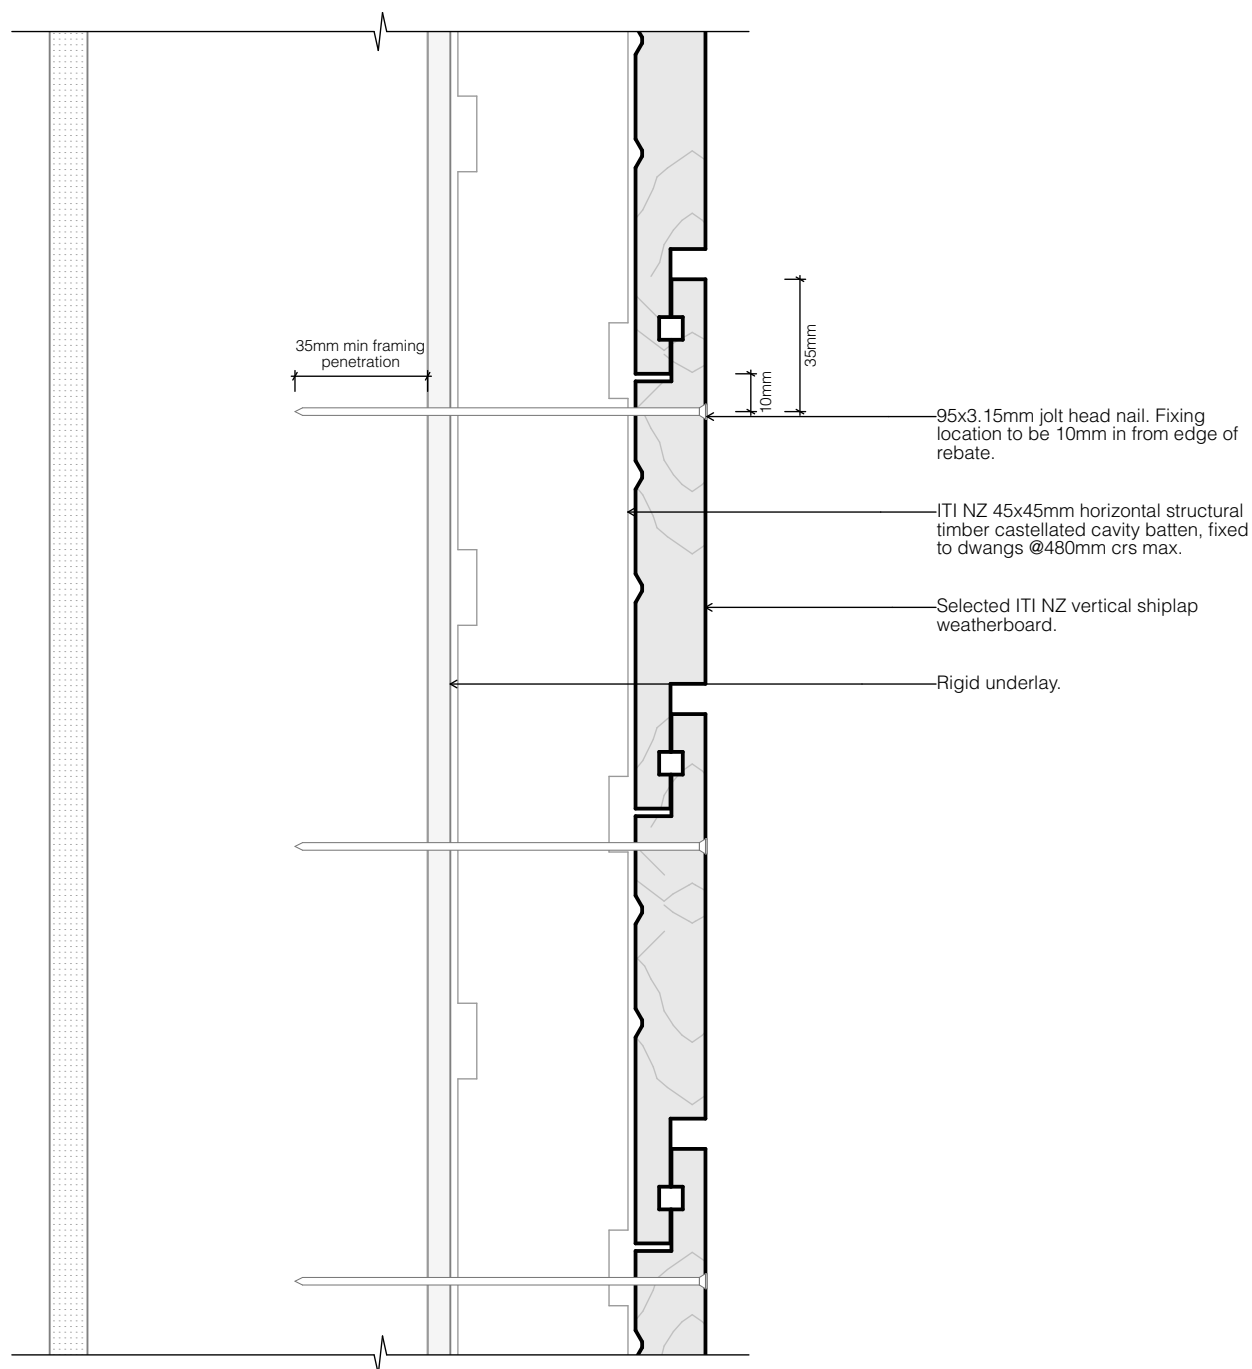 35mm min framing
penetration
10mm
35mm
95x3.15mm jolt head nail. Fixing
location to be 10mm in from edge of
rebate.
ITI NZ 45x45mm horizontal structural
timber castellated cavity batten, fixed
to dwangs @480mm crs max.
Selected ITI NZ vertical shiplap
weatherboard.
Rigid underlay.